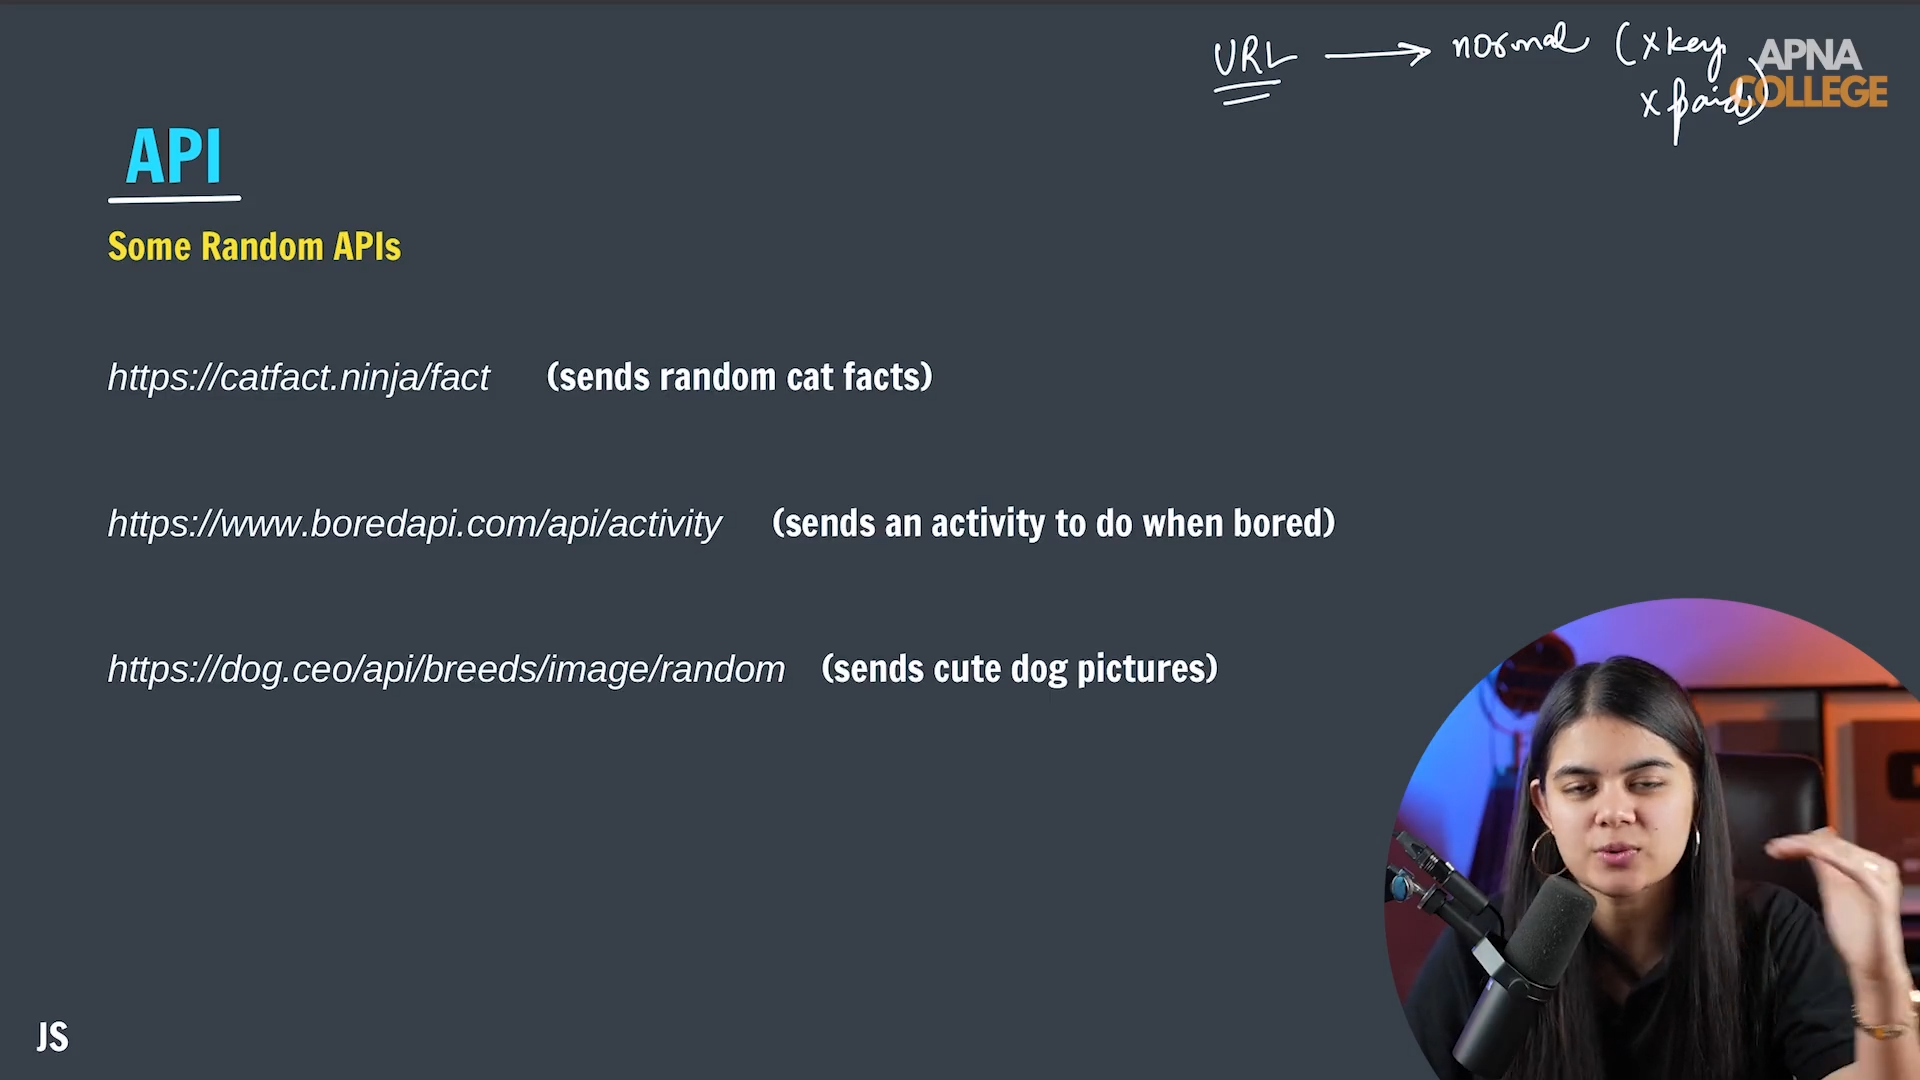 URL → normal (x key
x paid)
APNA
COLLEGE
API
Some Random APIs
https://catfact.ninja/fact (sends random cat facts)
https://www.boredapi.com/api/activity (sends an activity to do when bored)
https://dog.ceo/api/breeds/image/random (sends cute dog pictures)
JS